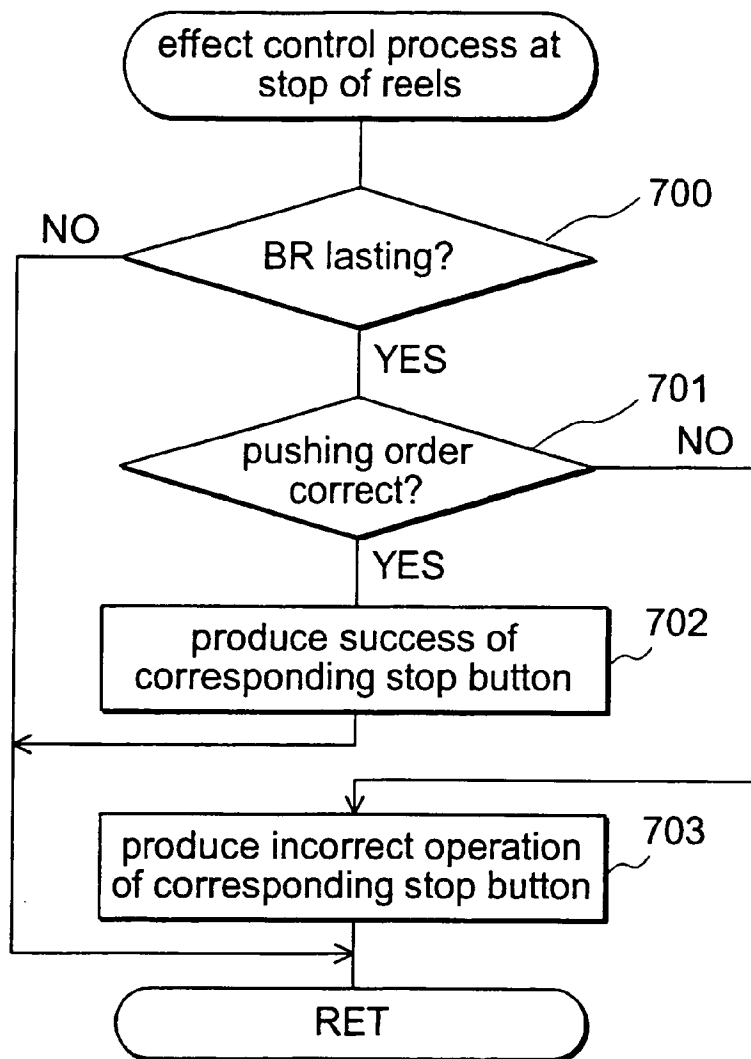 effect control process at
stop of reels
700
NO
BR lasting?
YES
701
NO
pushing order
correct?
YES
702
produce success of
corresponding stop button
703
produce incorrect operation
of corresponding stop button
RET